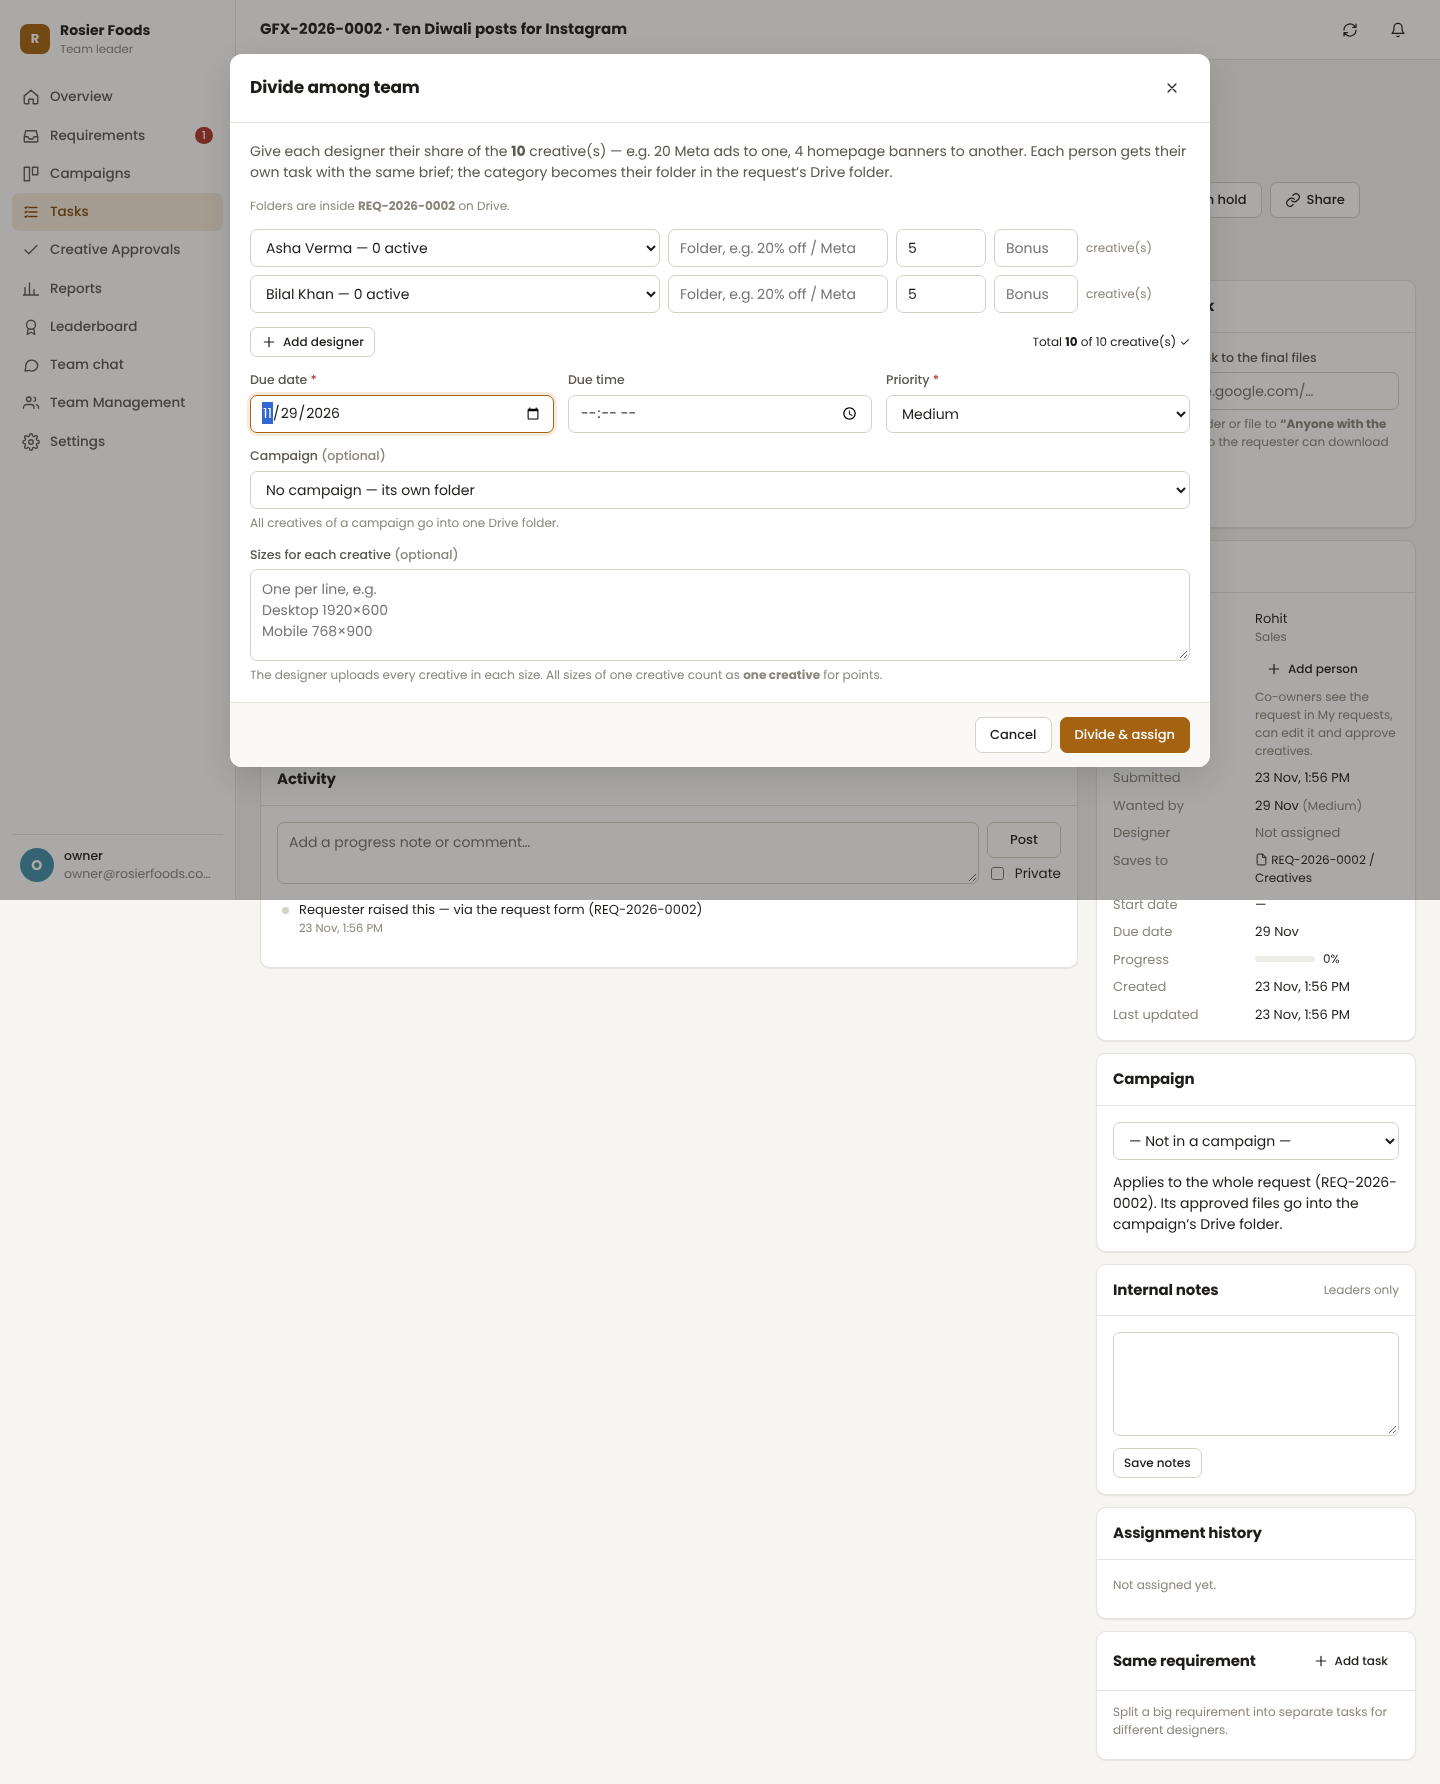 R
Rosier Foods
Team leader
GFX-2026-0002 · Ten Diwali posts for Instagram
Overview
Requirements
1
Campaigns
Tasks
Creative Approvals
Reports
Leaderboard
Team chat
Team Management
Settings
O
owner
owner@rosierfoods.co...
Divide among team
Give each designer their share of the 10 creative(s) — e.g. 20 Meta ads to one, 4 homepage banners to another. Each person gets their
own task with the same brief; the category becomes their folder in the request's Drive folder.
Folders are inside REQ-2026-0002 on Drive.
Asha Verma — 0 active
Folder, e.g. 20% off / Meta
5
Bonus
creative(s)
Bilal Khan — 0 active
Folder, e.g. 20% off / Meta
5
Bonus
creative(s)
Add designer
Total 10 of 10 creative(s) ✓
Due date *
Due time
Priority *
11/29/2026
--:-- --
Medium
Campaign (optional)
No campaign — its own folder
All creatives of a campaign go into one Drive folder.
Sizes for each creative (optional)
One per line, e.g.
Desktop 1920×600
Mobile 768×900
The designer uploads every creative in each size. All sizes of one creative count as one creative for points.
Cancel
Divide & assign
hold
Share
k to the final files
.google.com/...
der or file to “Anyone with the
the requester can download
Rohit
Sales
Add person
Co-owners see the
request in My requests,
can edit it and approve
creatives.
Submitted
23 Nov, 1:56 PM
Wanted by
29 Nov (Medium)
Designer
Not assigned
Saves to
REQ-2026-0002 /
Creatives
Start date
—
Due date
29 Nov
Progress
0%
Created
23 Nov, 1:56 PM
Last updated
23 Nov, 1:56 PM
Activity
Add a progress note or comment...
Post
Private
Requester raised this — via the request form (REQ-2026-0002)
23 Nov, 1:56 PM
Campaign
— Not in a campaign —
Applies to the whole request (REQ-2026-
0002). Its approved files go into the
campaign's Drive folder.
Internal notes
Leaders only
Save notes
Assignment history
Not assigned yet.
Same requirement
Add task
Split a big requirement into separate tasks for
different designers.